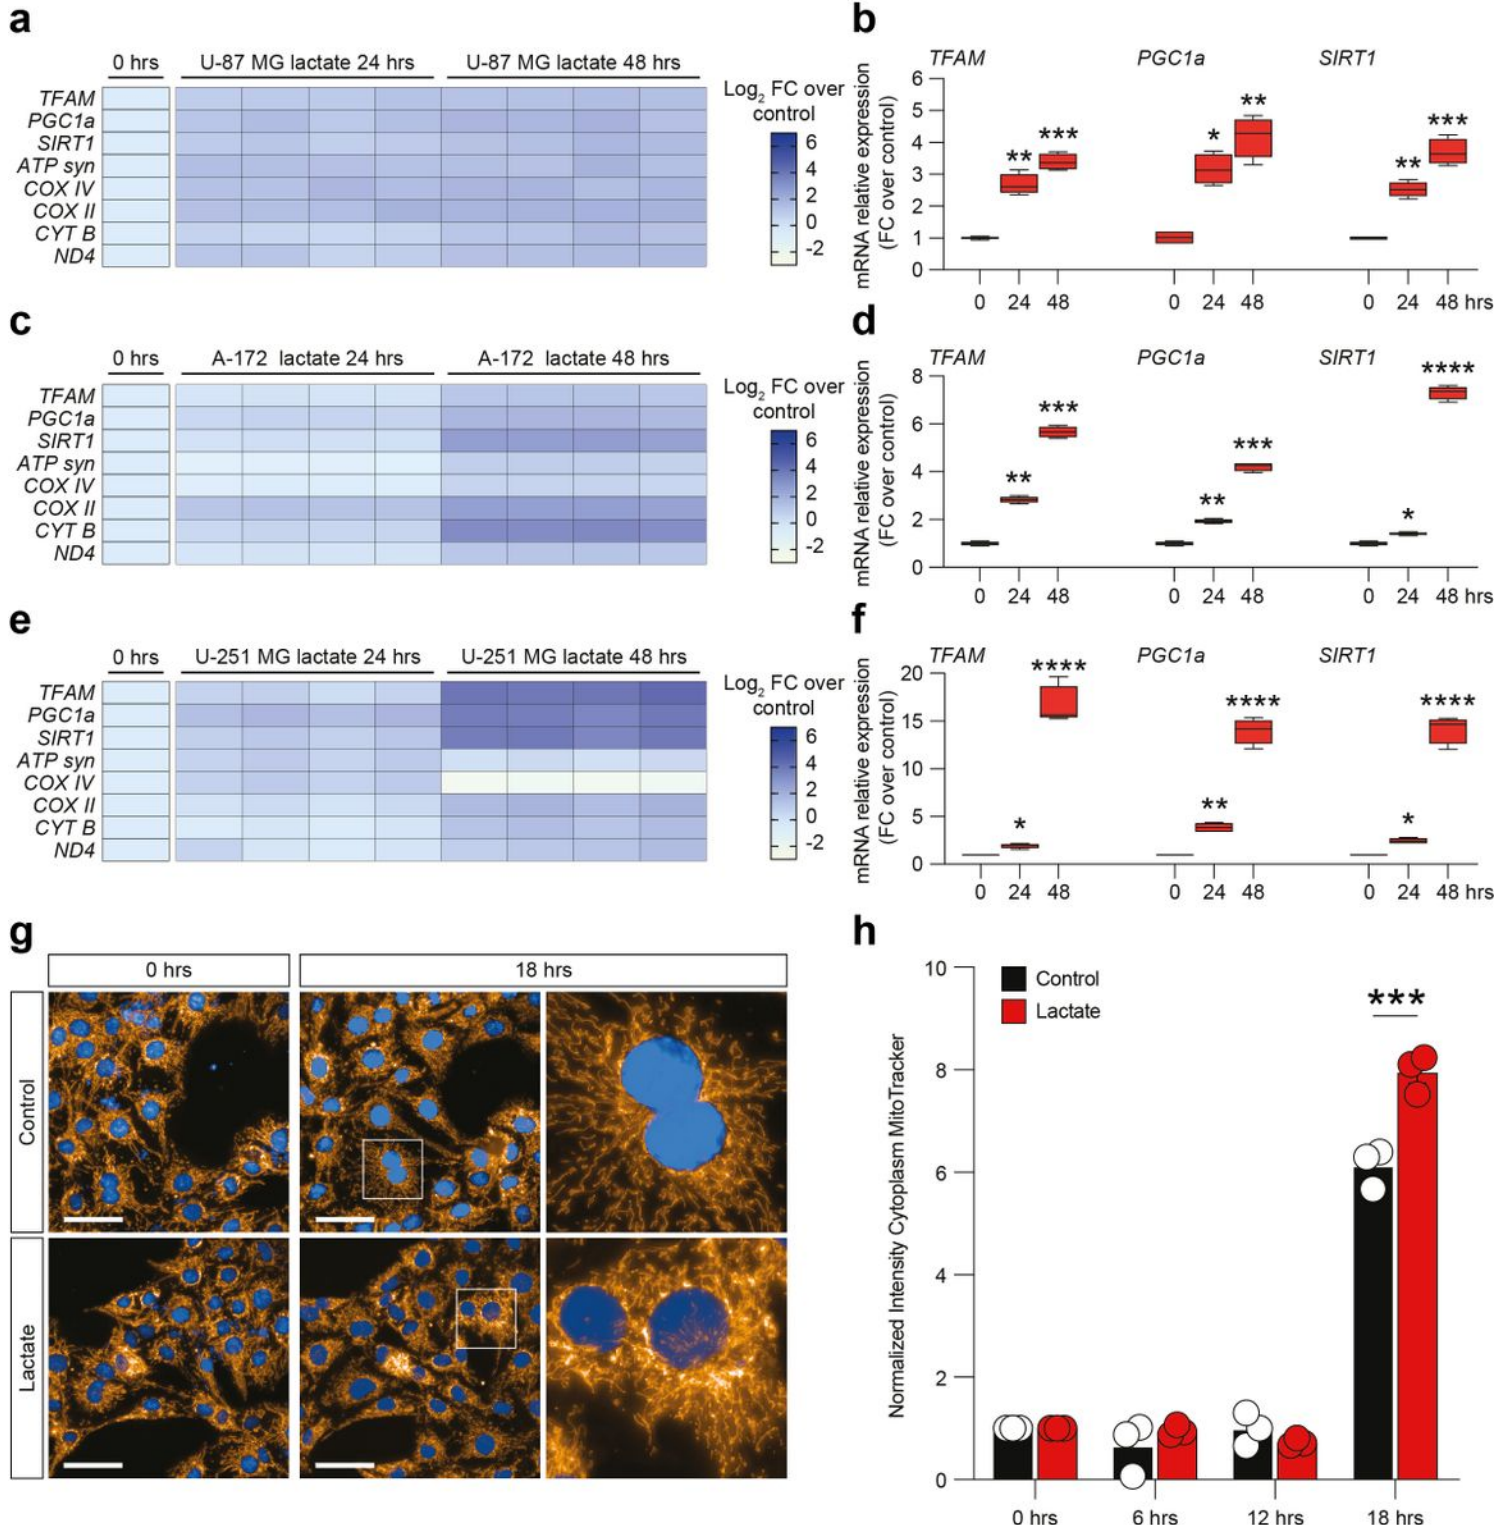 a
0 hrs U-87 MG lactate 24 hrs U-87 MG lactate 48 hrs
TFAM
PGC1a
SIRT1
ATP syn
COX IV
COX II
CYT B
ND4
Log2 FC over
control
6
4
2
0
-2
b
TFAM PGC1a SIRT1
mRNA relative expression
(FC over control)
6
5
4
3
2
1
0
** *** * ** ** ***
0 24 48 0 24 48 0 24 48 hrs
c
0 hrs A-172 lactate 24 hrs A-172 lactate 48 hrs
TFAM
PGC1a
SIRT1
ATP syn
COX IV
COX II
CYT B
ND4
Log2 FC over
control
6
4
2
0
-2
d
TFAM PGC1a SIRT1
mRNA relative expression
(FC over control)
8
6
4
2
0
** *** ** *** * ****
0 24 48 0 24 48 0 24 48 hrs
e
0 hrs U-251 MG lactate 24 hrs U-251 MG lactate 48 hrs
TFAM
PGC1a
SIRT1
ATP syn
COX IV
COX II
CYT B
ND4
Log2 FC over
control
6
4
2
0
-2
f
TFAM PGC1a SIRT1
mRNA relative expression
(FC over control)
20
15
10
5
0
* **** ** **** * ****
0 24 48 0 24 48 0 24 48 hrs
g
0 hrs 18 hrs
Control
Lactate
h
Normalized Intensity Cytoplasm MitoTracker
10
8
6
4
2
0
Control
Lactate
***
0 hrs 6 hrs 12 hrs 18 hrs